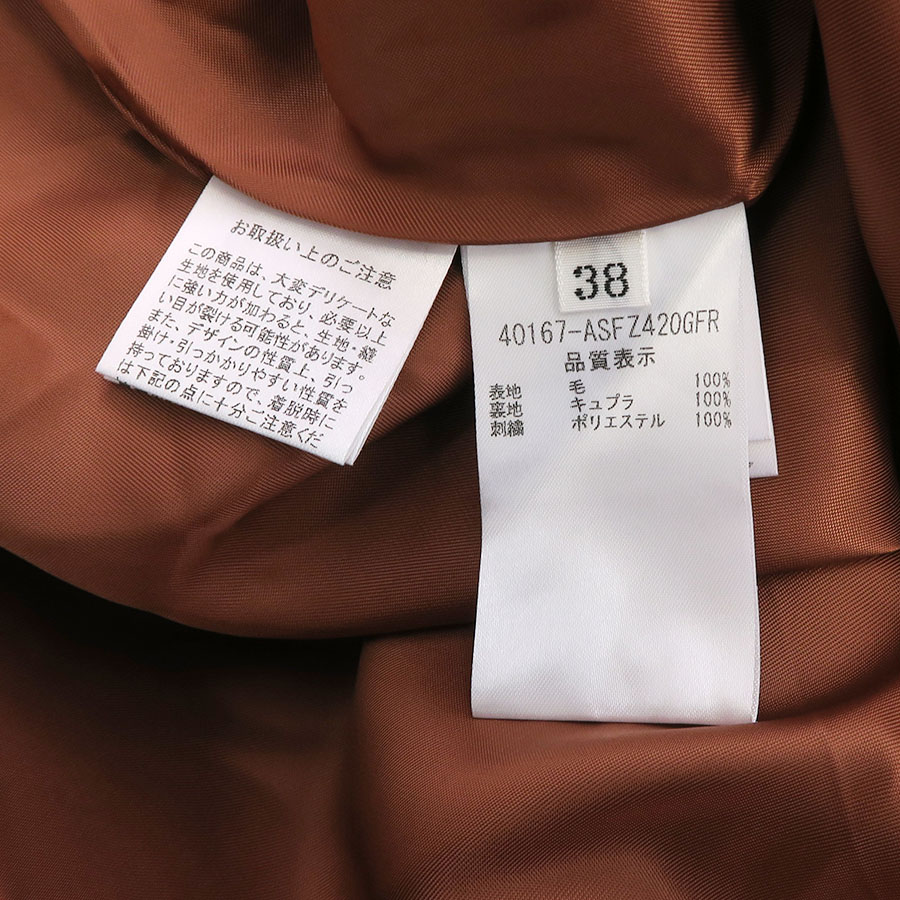 お取扱い上のご注意
この商品は、大変デリケートな
生地を使用しており、必要以上
に強い力が加わると、生地・縫
い目が裂ける可能性があります。
また、デザインの性質上、引っ
掛け・引っかかりやすい性質を
持っておりますので、着脱時に
は下記の点に十分ご注意くだ
38
40167-ASFZ420GFR
品質表示
表地 毛 100%
裏地 キュプラ 100%
刺繍 ポリエステル 100%